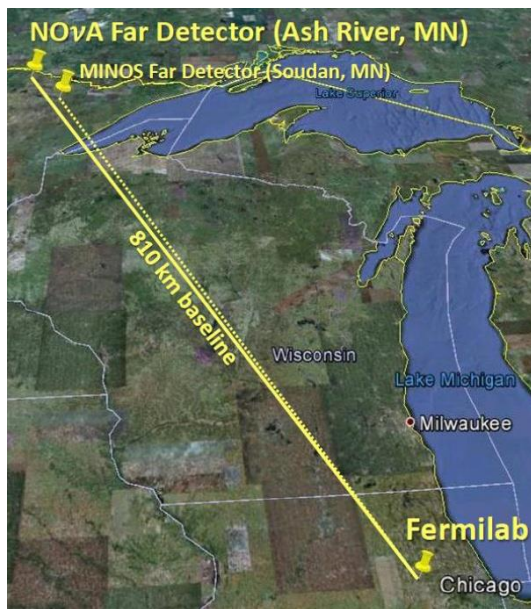 NOνA Far Detector (Ash River, MN)
MINOS Far Detector (Soudan, MN)
Lake Superior
810 km baseline
Wisconsin
Lake Michigan
Milwaukee
Fermilab
Chicago